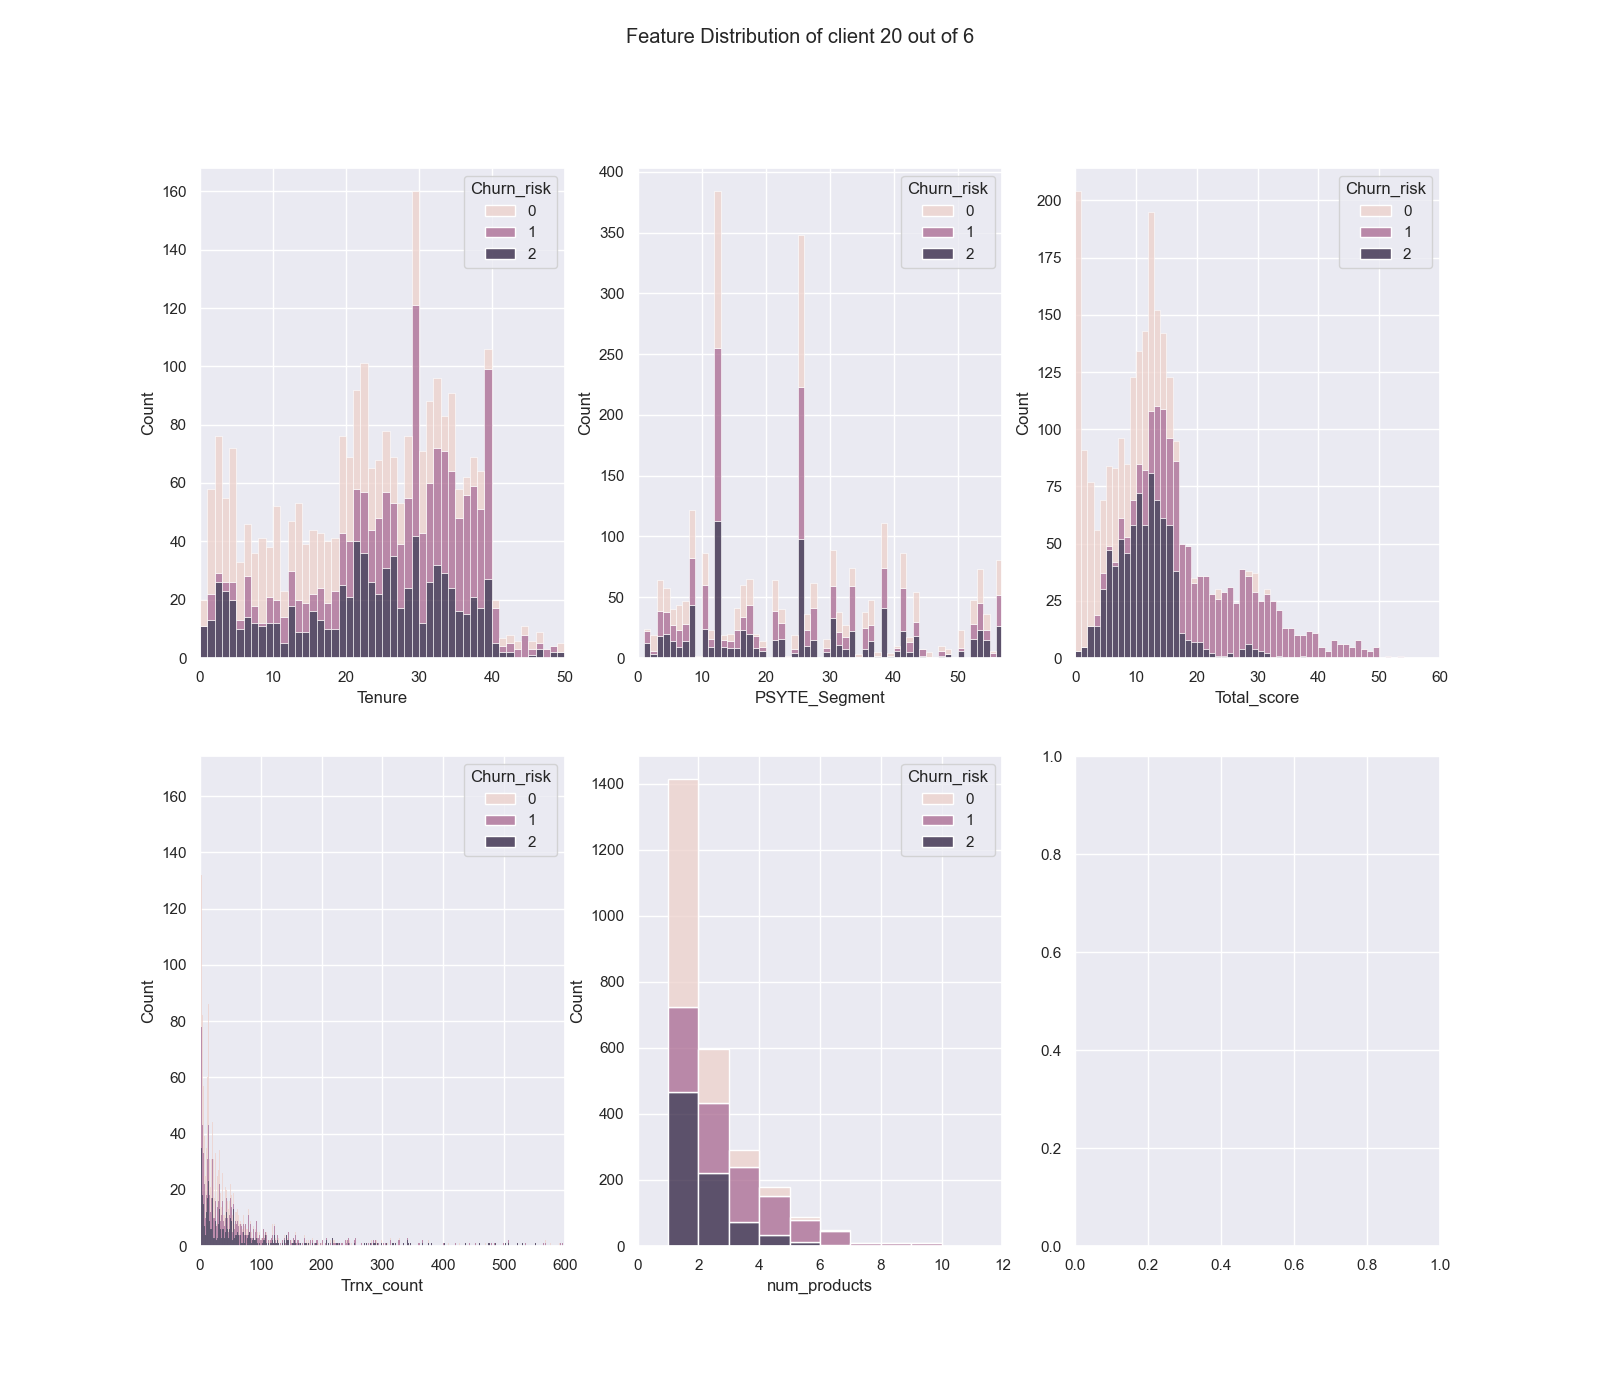 Feature Distribution of client 20 out of 6
160
140
120
100
80
60
40
20
0
Count
0 10 20 30 40 50
Tenure
Churn_risk
0
1
2
400
350
300
250
200
150
100
50
0
Count
0 10 20 30 40 50
PSYTE_Segment
Churn_risk
0
1
2
200
175
150
125
100
75
50
25
0
Count
0 10 20 30 40 50 60
Total_score
Churn_risk
0
1
2
160
140
120
100
80
60
40
20
0
Count
0 100 200 300 400 500 600
Trnx_count
Churn_risk
0
1
2
1400
1200
1000
800
600
400
200
0
Count
0 2 4 6 8 10 12
num_products
Churn_risk
0
1
2
1.0
0.8
0.6
0.4
0.2
0.0
0.0 0.2 0.4 0.6 0.8 1.0